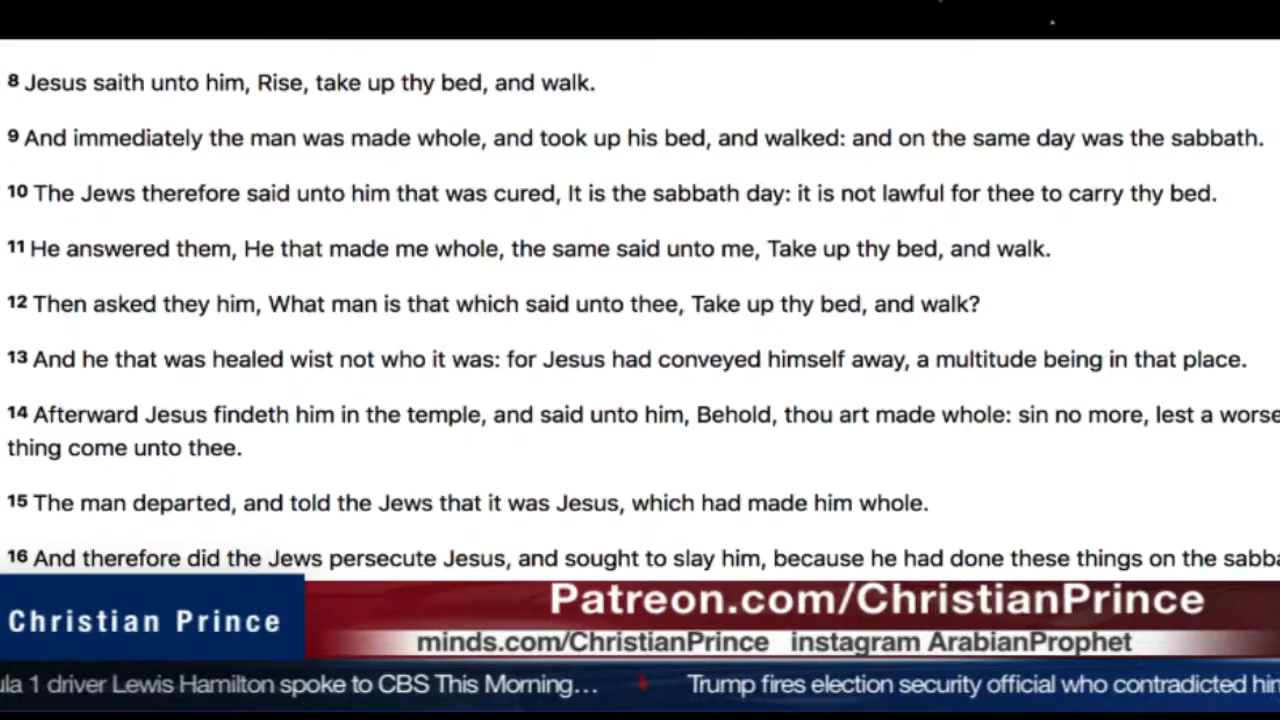 8 Jesus saith unto him, Rise, take up thy bed, and walk.
9 And immediately the man was made whole, and took up his bed, and walked: and on the same day was the sabbath.
10 The Jews therefore said unto him that was cured, It is the sabbath day: it is not lawful for thee to carry thy bed.
11 He answered them, He that made me whole, the same said unto me, Take up thy bed, and walk.
12 Then asked they him, What man is that which said unto thee, Take up thy bed, and walk?
13 And he that was healed wist not who it was: for Jesus had conveyed himself away, a multitude being in that place.
14 Afterward Jesus findeth him in the temple, and said unto him, Behold, thou art made whole: sin no more, lest a worse
thing come unto thee.
15 The man departed, and told the Jews that it was Jesus, which had made him whole.
16 And therefore did the Jews persecute Jesus, and sought to slay him, because he had done these things on the sabba
Patreon.com/ChristianPrince
Christian Prince
minds.com/ChristianPrince instagram ArabianProphet
ula 1 driver Lewis Hamilton spoke to CBS This Morning... Trump fires election security official who contradicted him